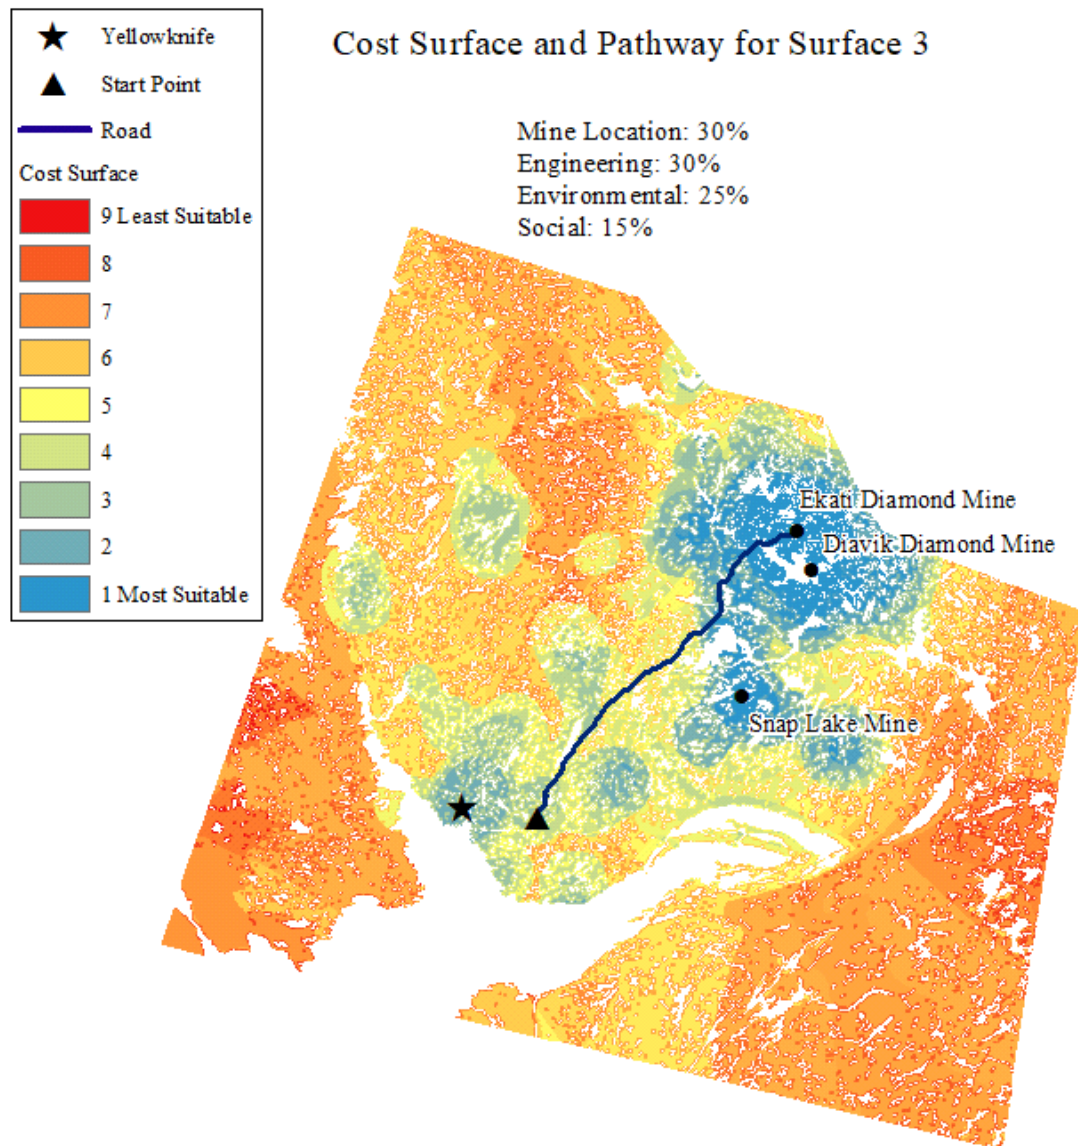 Yellowknife
Start Point
Road
Cost Surface
9 Least Suitable
8
7
6
5
4
3
2
1 Most Suitable
Cost Surface and Pathway for Surface 3
Mine Location: 30%
Engineering: 30%
Environmental: 25%
Social: 15%
Ekati Diamond Mine
Diavik Diamond Mine
Snap Lake Mine